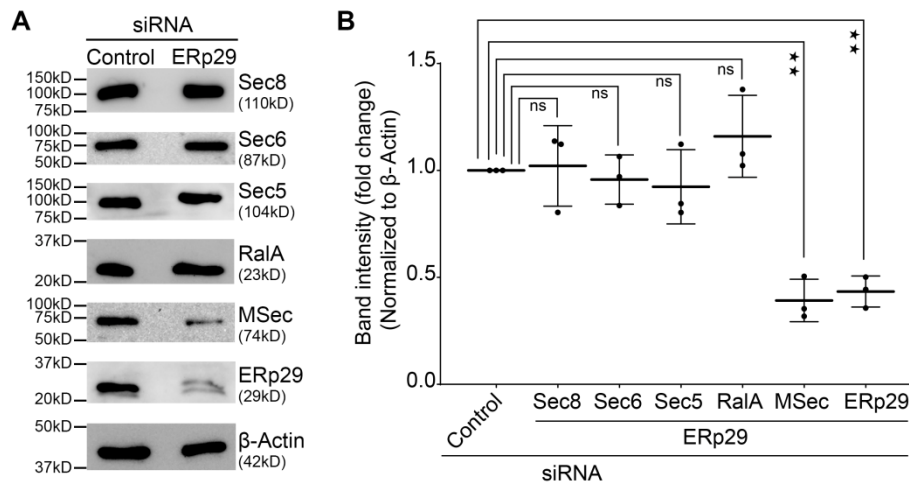 A
siRNA
Control ERp29
150kD
100kD
75kD
Sec8
(110kD)
100kD
75kD
50kD
Sec6
(87kD)
150kD
100kD
75kD
Sec5
(104kD)
37kD
20kD
RalA
(23kD)
100kD
75kD
50kD
MSec
(74kD)
37kD
20kD
ERp29
(29kD)
50kD
37kD
β-Actin
(42kD)
B
Band intensity (fold change)
(Normalized to β- Actin)
1.5
1.0
0.5
0.0
ns
ns
ns
ns
★★
★★
Control
Sec8 Sec6 Sec5 RalA MSec ERp29
ERp29
siRNA